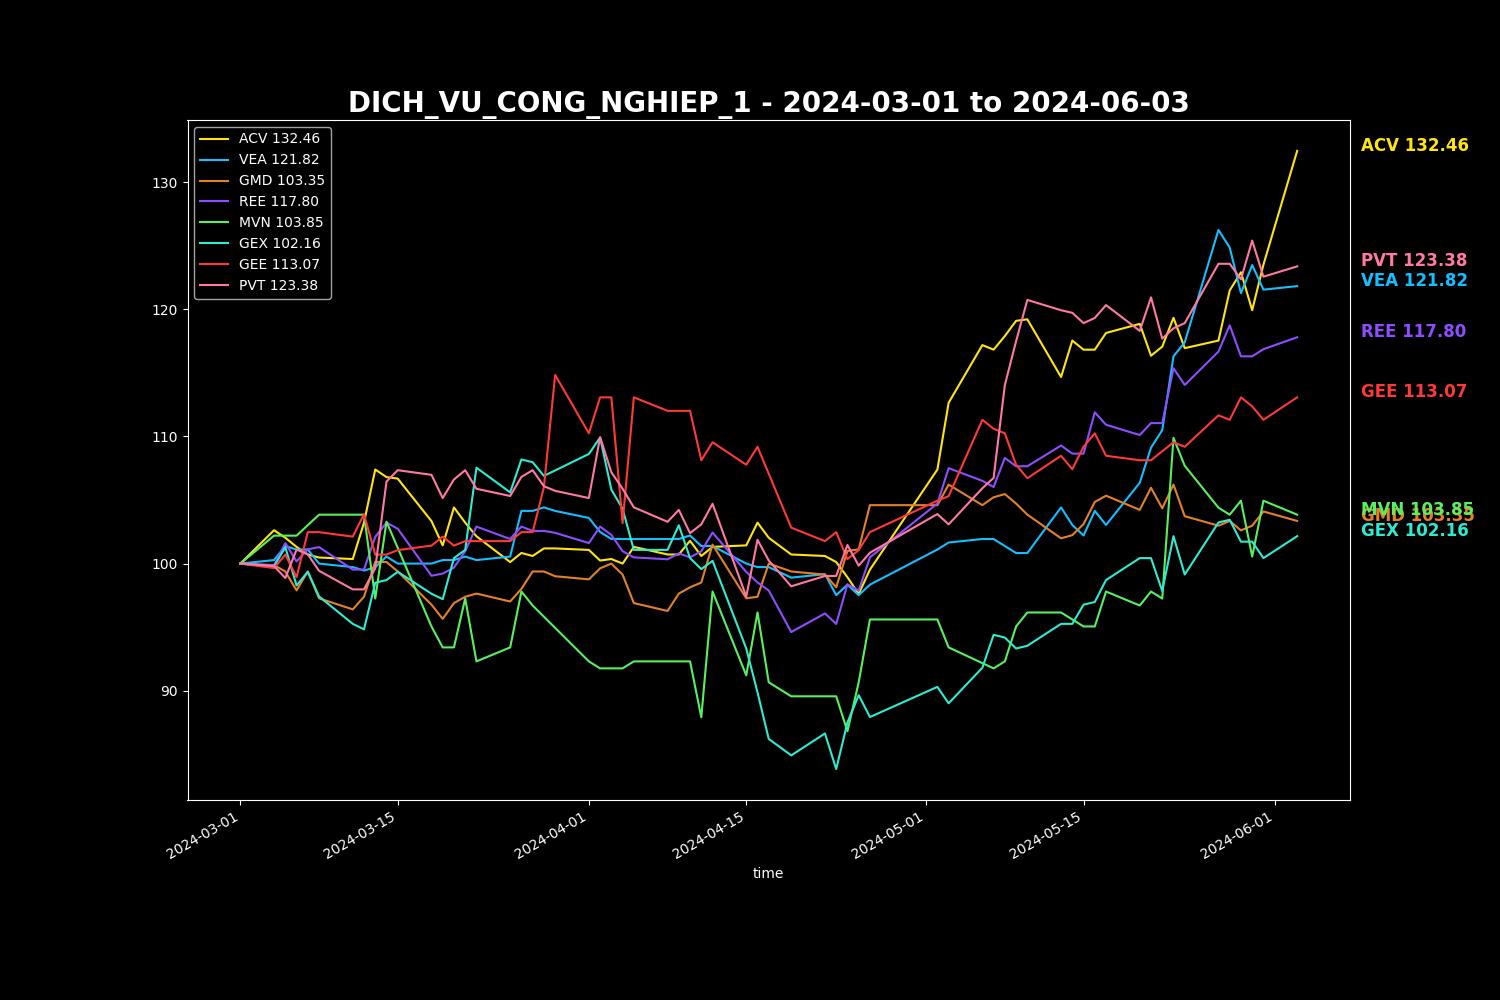 DICH_VU_CONG_NGHIEP_1 - 2024-03-01 to 2024-06-03
ACV 132.46
VEA 121.82
GMD 103.35
REE 117.80
MVN 103.85
GEX 102.16
GEE 113.07
PVT 123.38
130
120
110
100
90
ACV 132.46
PVT 123.38
VEA 121.82
REE 117.80
GEE 113.07
MVN 103.85
GMD 103.35
GEX 102.16
2024-03-01
2024-03-15
2024-04-01
2024-04-15
2024-05-01
2024-05-15
2024-06-01
time